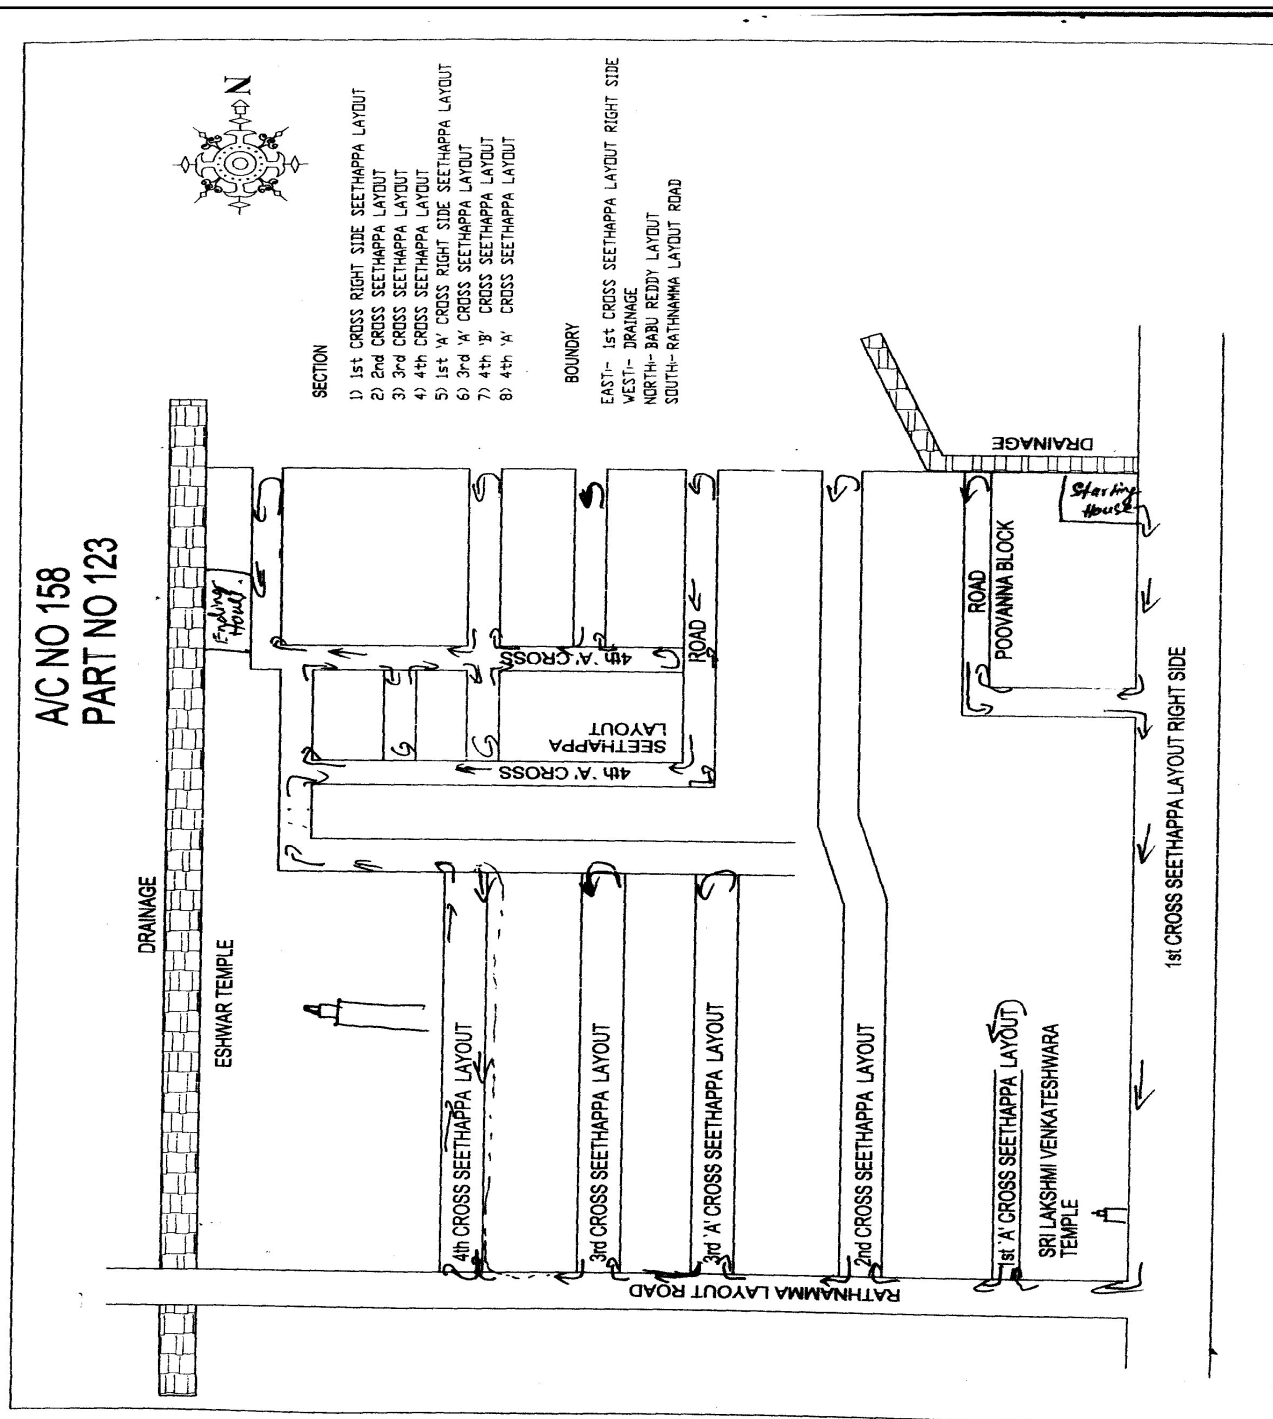 A/C NO 158
PART NO 123
N
SECTION
1) 1st CROSS RIGHT SIDE SEETHAPPA LAYOUT
2) 2nd CROSS SEETHAPPA LAYOUT
3) 3rd CROSS SEETHAPPA LAYOUT
4) 4th CROSS SEETHAPPA LAYOUT
5) 1st 'A' CROSS RIGHT SIDE SEETHAPPA LAYOUT
6) 3rd 'A' CROSS SEETHAPPA LAYOUT
7) 4th 'B' CROSS SEETHAPPA LAYOUT
8) 4th 'A' CROSS SEETHAPPA LAYOUT
BOUNDRY
EAST:- 1st CROSS SEETHAPPA LAYOUT RIGHT SIDE
WEST:- DRAINAGE
NORTH:- BABU REDDY LAYOUT
SOUTH:- RATHNAMMA LAYOUT ROAD
DRAINAGE
ESHWAR TEMPLE
Ending
House.
4th 'A' CROSS
ROAD
SEETHAPPA
LAYOUT
4th 'A' CROSS
DRAINAGE
Starting
House
ROAD
POOVANNA BLOCK
1st CROSS SEETHAPPA LAYOUT RIGHT SIDE
4th CROSS SEETHAPPA LAYOUT
3rd CROSS SEETHAPPA LAYOUT
3rd 'A' CROSS SEETHAPPA LAYOUT
2nd CROSS SEETHAPPA LAYOUT
1st 'A' CROSS SEETHAPPA LAYOUT
SRI LAKSHMI VENKATESHWARA
TEMPLE
RATHNAMMA LAYOUT ROAD